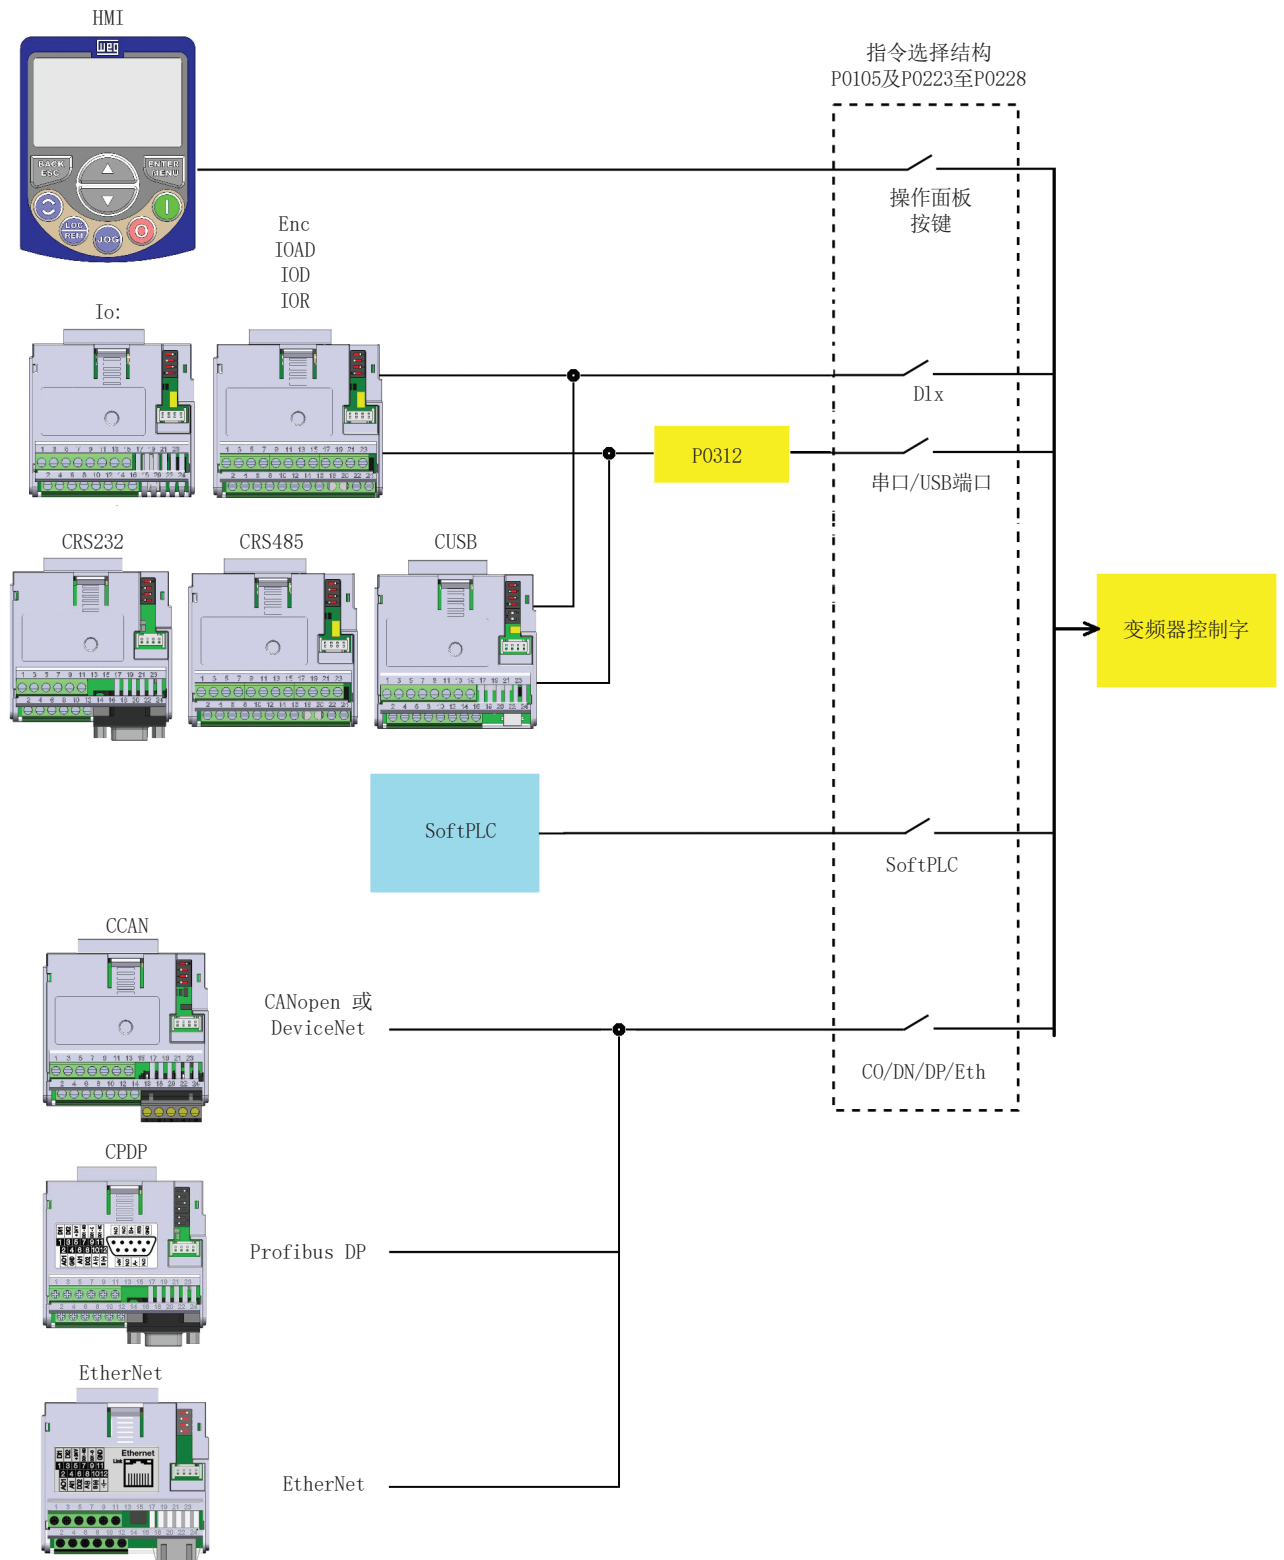 HMI
weg
BACK
ESC
ENTER
MENU
LOC
REM
JOG
指令选择结构
P0105及P0223至P0228
操作面板
按键
Enc
IOAD
IOD
IOR
Io:
DIx
P0312
串口/USB端口
CRS232
CRS485
CUSB
变频器控制字
SoftPLC
SoftPLC
CCAN
CANopen 或
DeviceNet
CO/DN/DP/Eth
CPDP
Profibus DP
EtherNet
Ethernet
Link
EtherNet